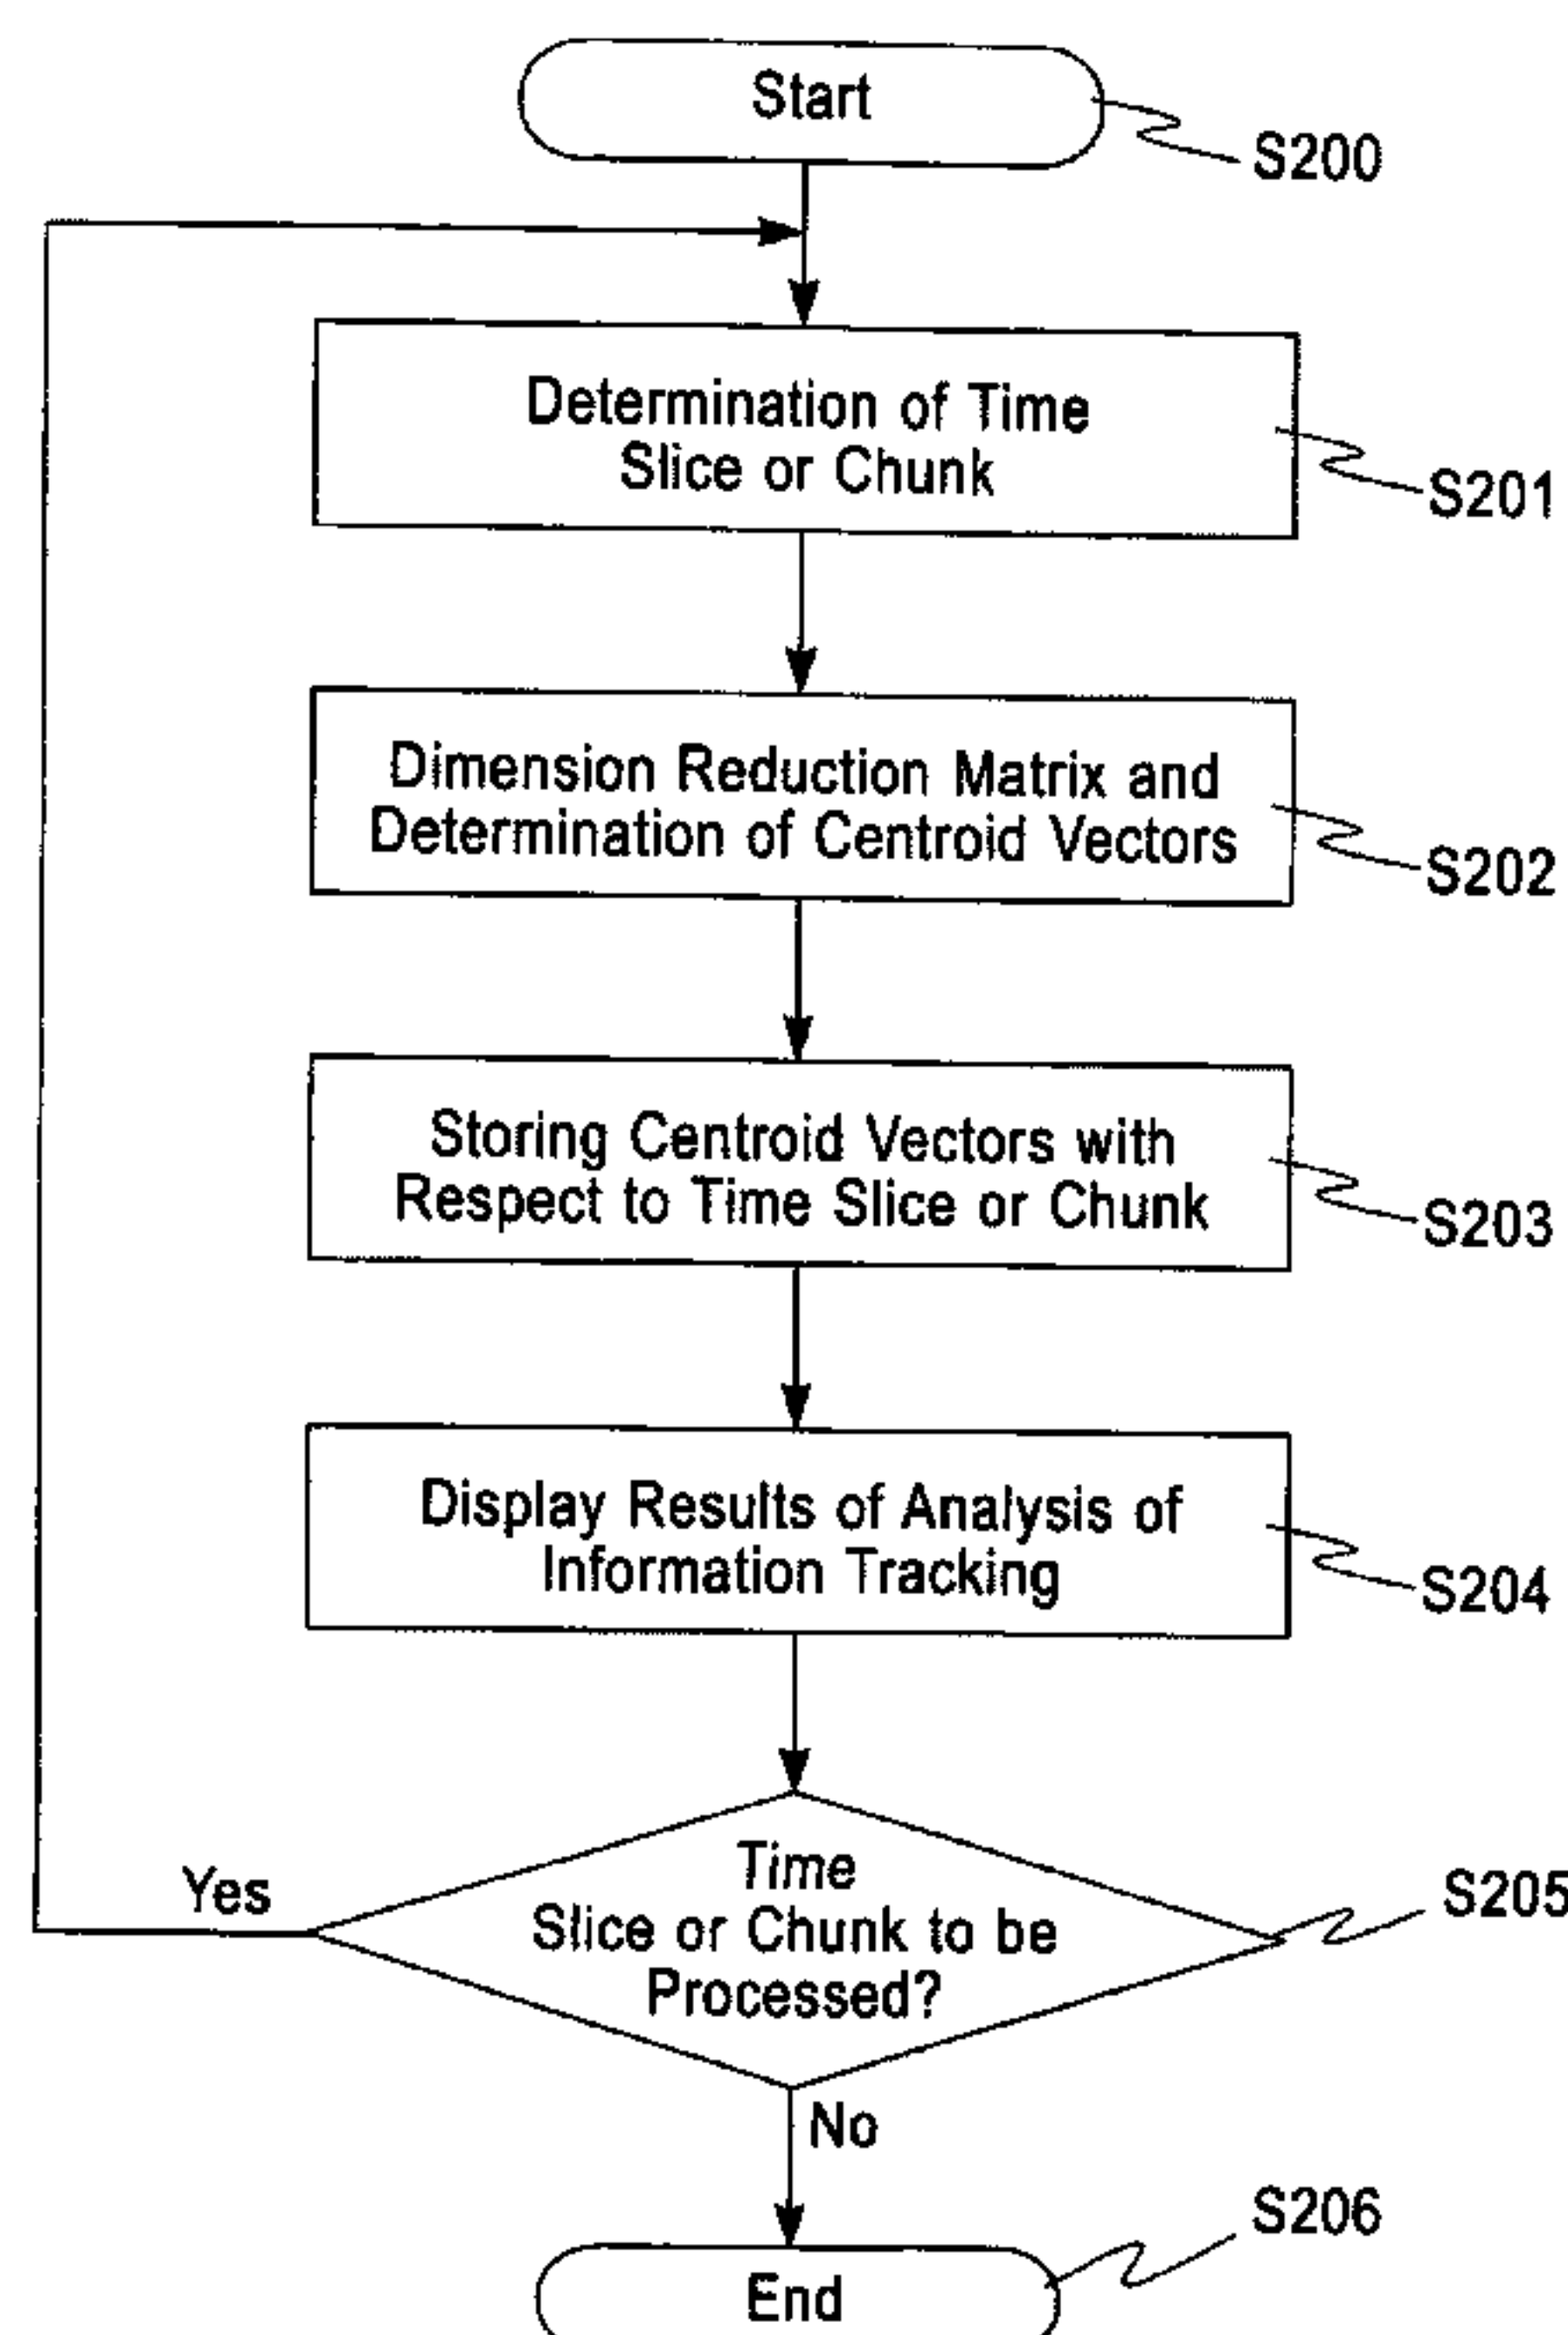 Start
S200
Determination of Time
Slice or Chunk
S201
Dimension Reduction Matrix and
Determination of Centroid Vectors
S202
Storing Centroid Vectors with
Respect to Time Slice or Chunk
S203
Display Results of Analysis of
Information Tracking
S204
Time
Slice or Chunk to be
Processed?
S205
Yes
No
S206
End